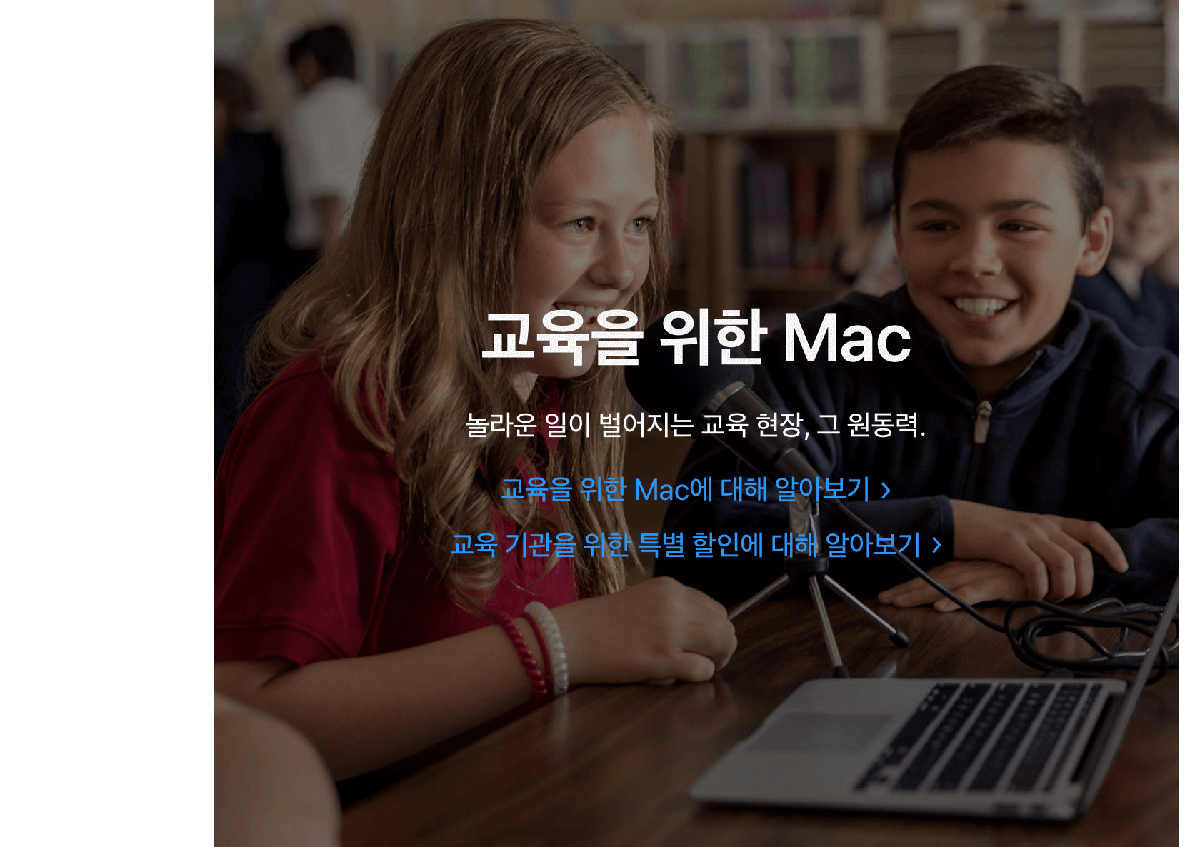 교육을 위한 Mac
놀라운 일이 벌어지는 교육 현장, 그 원동력.
교육을 위한 Mac에 대해 알아보기 >
교육 기관을 위한 특별 할인에 대해 알아보기 >